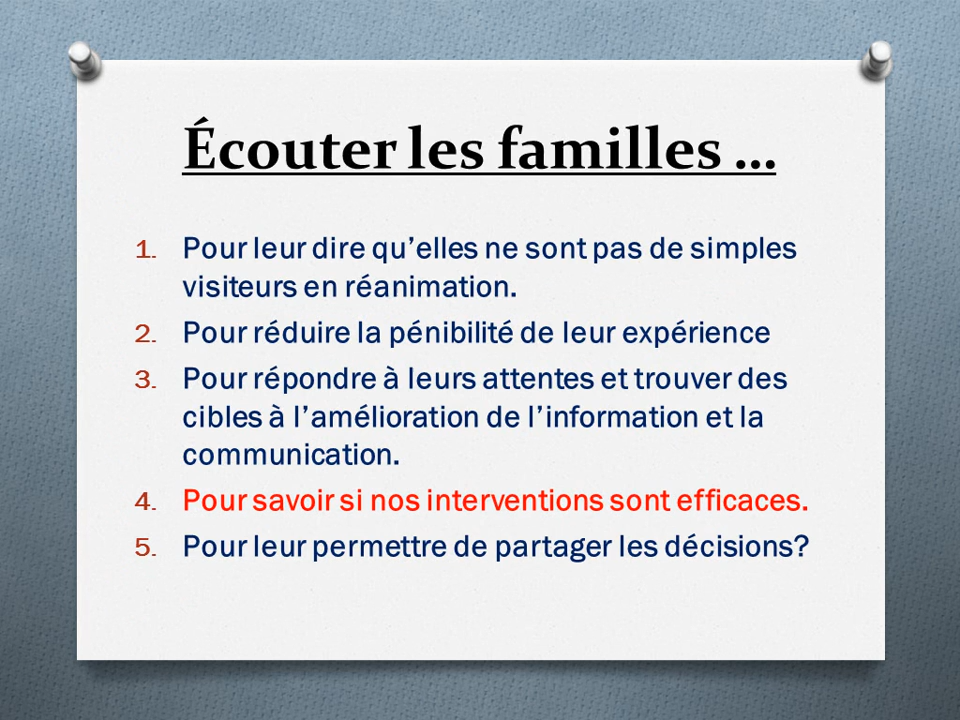 Écouter les familles ...
1. Pour leur dire qu’elles ne sont pas de simples
visiteurs en réanimation.
2. Pour réduire la pénibilité de leur expérience
3. Pour répondre à leurs attentes et trouver des
cibles à l’amélioration de l’information et la
communication.
4. Pour savoir si nos interventions sont efficaces.
5. Pour leur permettre de partager les décisions?